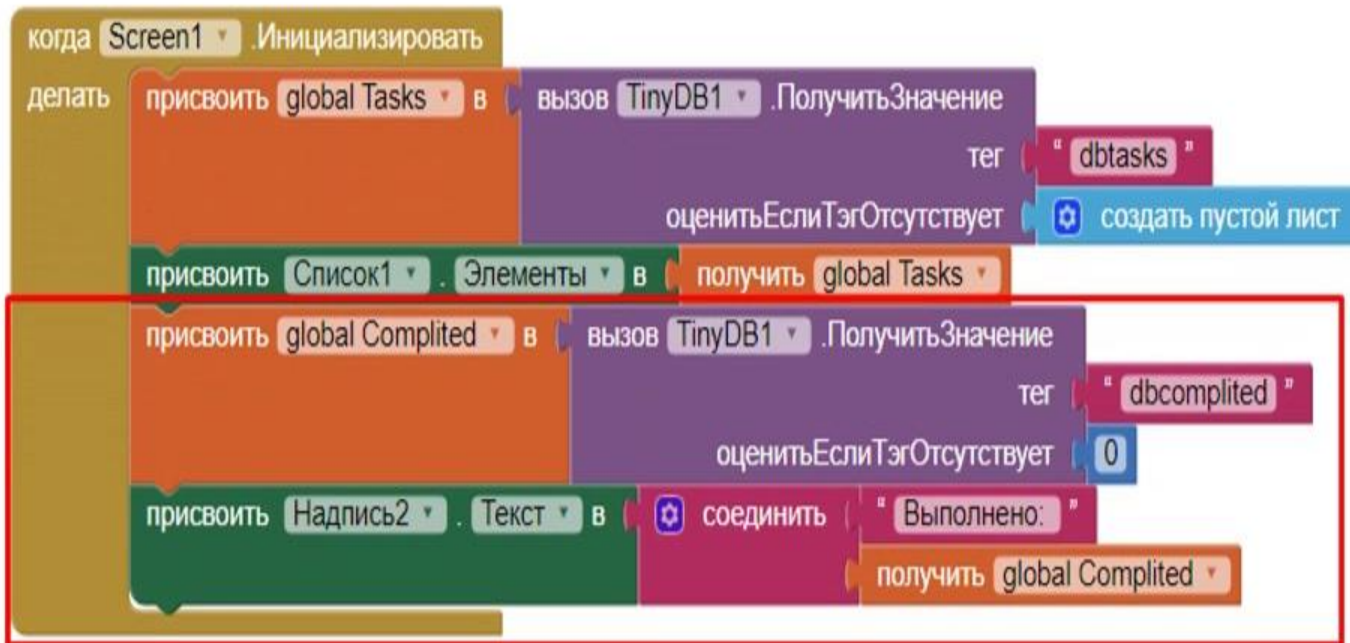 когда Screen1 .Инициализировать
делать присвоить global Tasks в вызов TinyDB1 .ПолучитьЗначение
тег " dbtasks "
оценитьЕслиТэгОтсутствует создать пустой лист
присвоить Список1 . Элементы в получить global Tasks
присвоить global Complited в вызов TinyDB1 .ПолучитьЗначение
тег " dbcomplited "
оценитьЕслиТэгОтсутствует 0
присвоить Надпись2 . Текст в соединить " Выполнено: "
получить global Complited